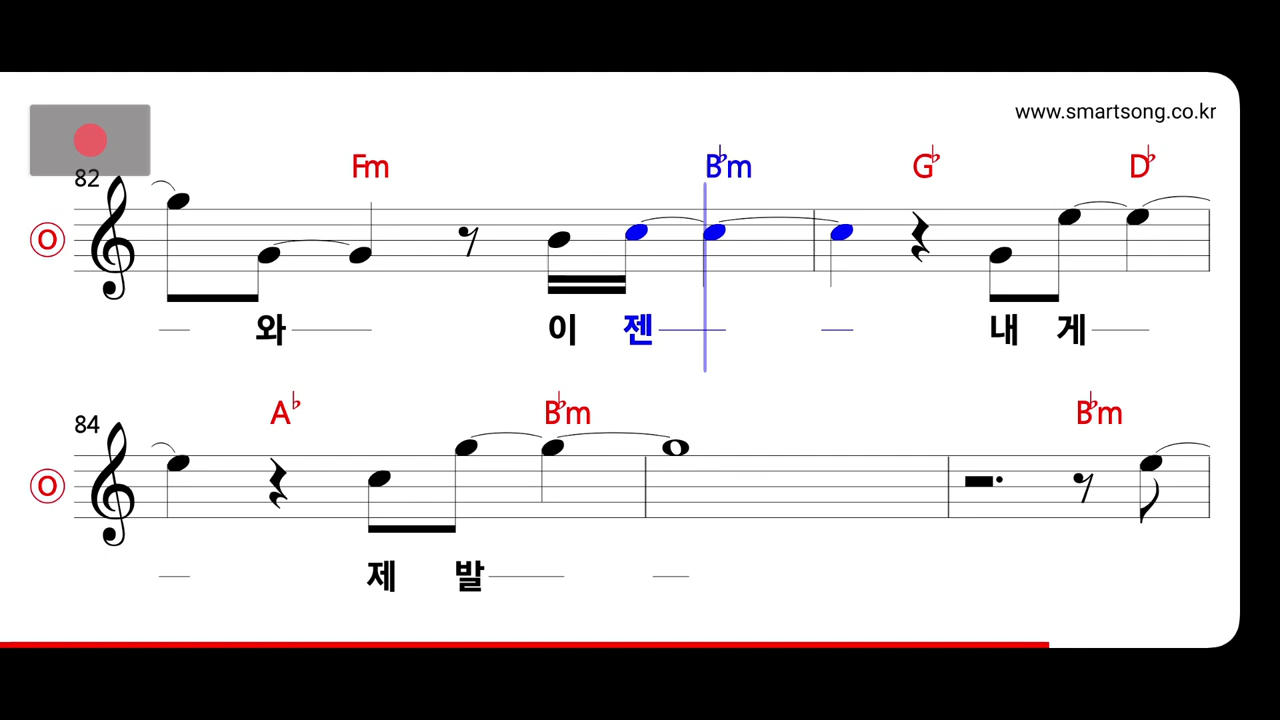 www.smartsong.co.kr
82 Fm B♭m G♭ D♭
O
와 이 젠 내 게
84 A♭ B♭m B♭m
O
제 발